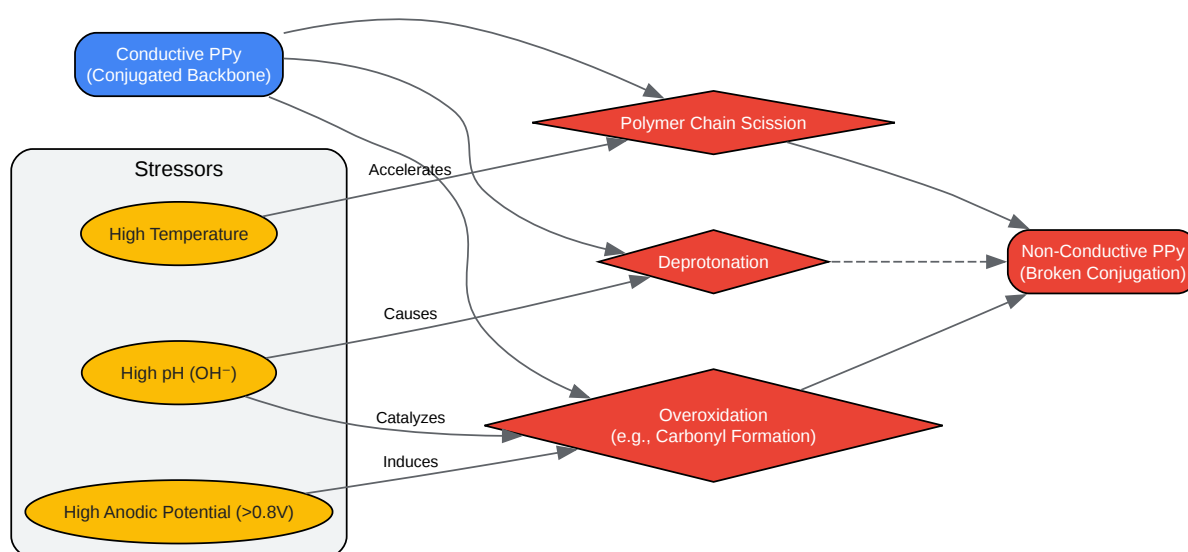 Conductive PPy
(Conjugated Backbone)
Polymer Chain Scission
Stressors
Accelerates
High Temperature
Deprotonation
Non-Conductive PPy
(Broken Conjugation)
Causes
High pH (OH⁻)
Catalyzes
Overoxidation
(e.g., Carbonyl Formation)
Induces
High Anodic Potential (>0.8V)